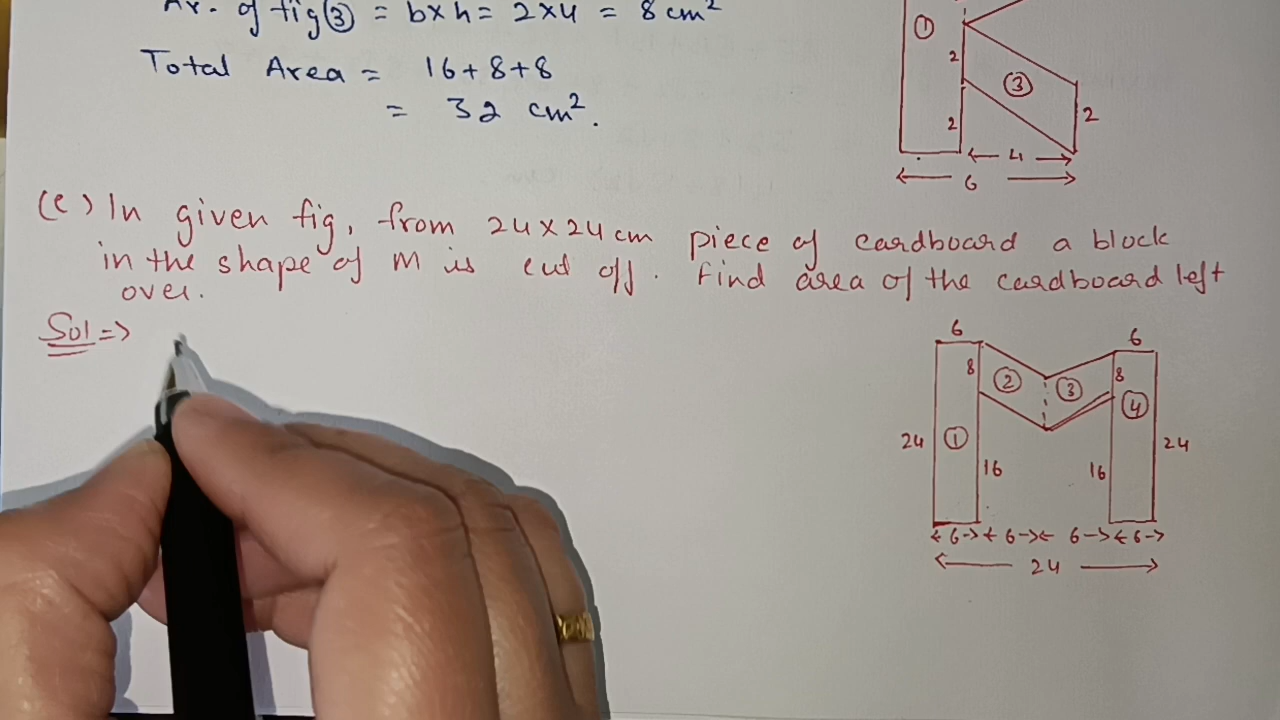 Ar. of fig ③ = b×h = 2×4 = 8 cm²
Total Area = 16+8+8
= 32 cm².
①
2
③
2
2
4
6
(e) In given fig, from 24×24 cm piece of cardboard a block
in the shape of M is cut off. Find area of the cardboard left
over.
Sol =>
6 6
8 ② ③ 8 ④
24 ① 24
16 16
6 6 6 6
24